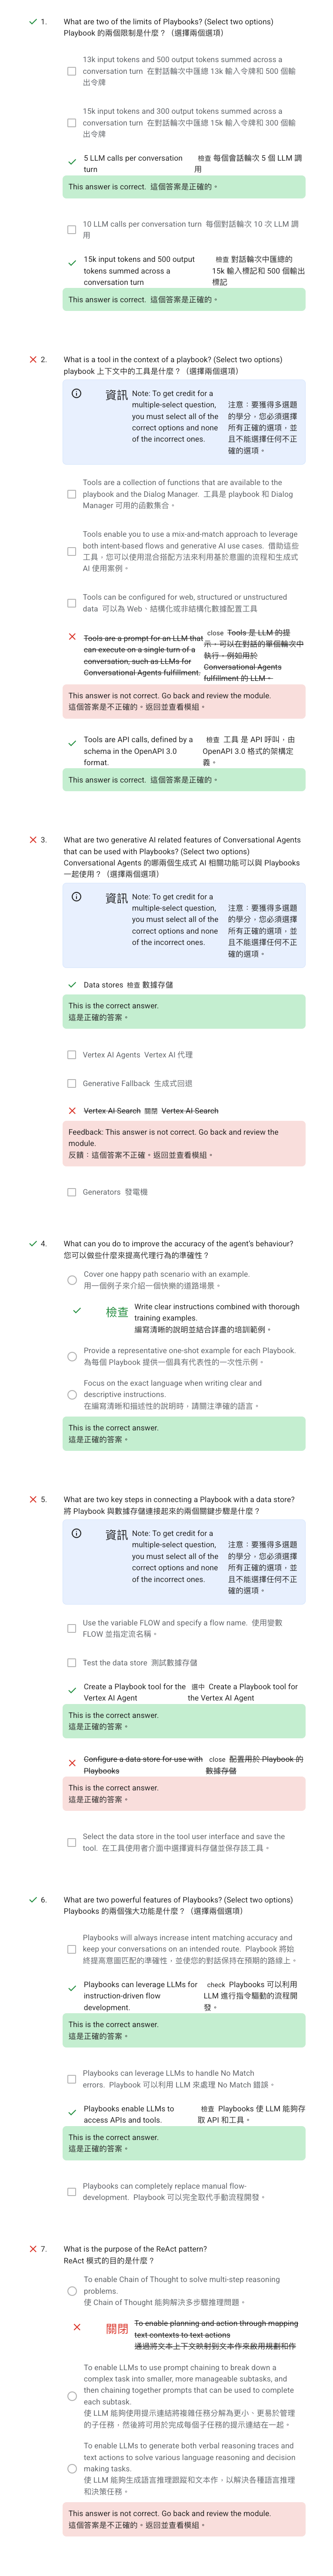 1. What are two of the limits of Playbooks? (Select two options)
Playbook 的兩個限制是什麼？（選擇兩個選項）
13k input tokens and 500 output tokens summed across a
conversation turn 在對話輪次中匯總 13k 輸入令牌和 500 個輸
出令牌
15k input tokens and 300 output tokens summed across a
conversation turn 在對話輪次中匯總 15k 輸入令牌和 300 個輸
出令牌
5 LLM calls per conversation
turn
檢查 每個會話輪次 5 個 LLM 調
用
This answer is correct. 這個答案是正確的。
10 LLM calls per conversation turn 每個對話輪次 10 次 LLM 調
用
15k input tokens and 500 output
tokens summed across a
conversation turn
檢查 對話輪次中匯總的
15k 輸入標記和 500 個輸出
標記
This answer is correct. 這個答案是正確的。
2. What is a tool in the context of a playbook? (Select two options)
playbook 上下文中的工具是什麼？（選擇兩個選項）
資訊
Note: To get credit for a
multiple-select question,
you must select all of the
correct options and none
of the incorrect ones.
注意：要獲得多選題
的學分，您必須選擇
所有正確的選項，並
且不能選擇任何不正
確的選項。
Tools are a collection of functions that are available to the
playbook and the Dialog Manager. 工具是 playbook 和 Dialog
Manager 可用的函數集合。
Tools enable you to use a mix-and-match approach to leverage
both intent-based flows and generative AI use cases. 借助這些
工具，您可以使用混合搭配方法來利用基於意圖的流程和生成式
AI 使用案例。
Tools can be configured for web, structured or unstructured
data 可以為 Web、結構化或非結構化數據配置工具
Tools are a prompt for an LLM that
can execute on a single turn of a
conversation, such as LLMs for
Conversational Agents fulfillment.
close Tools 是 LLM 的提
示，可以在對話的單個輪次中
執行，例如用於
Conversational Agents
fulfillment 的 LLM。
This answer is not correct. Go back and review the module.
這個答案是不正確的。返回並查看模組。
Tools are API calls, defined by a
schema in the OpenAPI 3.0
format.
檢查 工具 是 API 呼叫，由
OpenAPI 3.0 格式的架構定
義。
This answer is correct. 這個答案是正確的。
3. What are two generative AI related features of Conversational Agents
that can be used with Playbooks? (Select two options)
Conversational Agents 的哪兩個生成式 AI 相關功能可以與 Playbooks
一起使用？（選擇兩個選項）
資訊
Note: To get credit for a
multiple-select question,
you must select all of the
correct options and none
of the incorrect ones.
注意：要獲得多選題
的學分，您必須選擇
所有正確的選項，並
且不能選擇任何不正
確的選項。
Data stores 檢查 數據存儲
This is the correct answer.
這是正確的答案。
Vertex AI Agents Vertex AI 代理
Generative Fallback 生成式回退
Vertex AI Search 關閉 Vertex AI Search
Feedback: This answer is not correct. Go back and review the
module.
反饋：這個答案不正確。返回並查看模組。
Generators 發電機
4. What can you do to improve the accuracy of the agent's behaviour?
您可以做些什麼來提高代理行為的準確性？
Cover one happy path scenario with an example.
用一個例子來介紹一個快樂的道路場景。
檢查
Write clear instructions combined with thorough
training examples.
編寫清晰的說明並結合詳盡的培訓範例。
Provide a representative one-shot example for each Playbook.
為每個 Playbook 提供一個具有代表性的一次性示例。
Focus on the exact language when writing clear and
descriptive instructions.
在編寫清晰和描述性的說明時，請關注準確的語言。
This is the correct answer.
這是正確的答案。
5. What are two key steps in connecting a Playbook with a data store?
將 Playbook 與數據存儲連接起來的兩個關鍵步驟是什麼？
資訊
Note: To get credit for a
multiple-select question,
you must select all of the
correct options and none
of the incorrect ones.
注意：要獲得多選題
的學分，您必須選擇
所有正確的選項，並
且不能選擇任何不正
確的選項。
Use the variable FLOW and specify a flow name. 使用變數
FLOW 並指定流名稱。
Test the data store 測試數據存儲
Create a Playbook tool for the
Vertex AI Agent
選中 Create a Playbook tool for
the Vertex AI Agent
This is the correct answer.
這是正確的答案。
Configure a data store for use with
Playbooks
close 配置用於 Playbook 的
數據存儲
This is the correct answer.
這是正確的答案。
Select the data store in the tool user interface and save the
tool. 在工具使用者介面中選擇資料存儲並保存該工具。
6. What are two powerful features of Playbooks? (Select two options)
Playbooks 的兩個強大功能是什麼？（選擇兩個選項）
Playbooks will always increase intent matching accuracy and
keep your conversations on an intended route. Playbook 將始
終提高意圖匹配的準確性，並使您的對話保持在預期的路線上。
Playbooks can leverage LLMs for
instruction-driven flow
development.
check Playbooks 可以利用
LLM 進行指令驅動的流程開
發。
This is the correct answer.
這是正確的答案。
Playbooks can leverage LLMs to handle No Match
errors. Playbook 可以利用 LLM 來處理 No Match 錯誤。
Playbooks enable LLMs to
access APIs and tools.
檢查 Playbooks 使 LLM 能夠存
取 API 和工具。
This is the correct answer.
這是正確的答案。
Playbooks can completely replace manual flow-
development. Playbook 可以完全取代手動流程開發。
7. What is the purpose of the ReAct pattern?
ReAct 模式的目的是什麼？
To enable Chain of Thought to solve multi-step reasoning
problems.
使 Chain of Thought 能夠解決多步驟推理問題。
關閉
To enable planning and action through mapping
text contexts to text actions
通過將文本上下文映射到文本作來啟用規劃和作
To enable LLMs to use prompt chaining to break down a
complex task into smaller, more manageable subtasks, and
then chaining together prompts that can be used to complete
each subtask.
使 LLM 能夠使用提示連結將複雜任務分解為更小、更易於管理
的子任務，然後將可用於完成每個子任務的提示連結在一起。
To enable LLMs to generate both verbal reasoning traces and
text actions to solve various language reasoning and decision
making tasks.
使 LLM 能夠生成語言推理跟蹤和文本作，以解決各種語言推理
和決策任務。
This answer is not correct. Go back and review the module.
這個答案是不正確的。返回並查看模組。